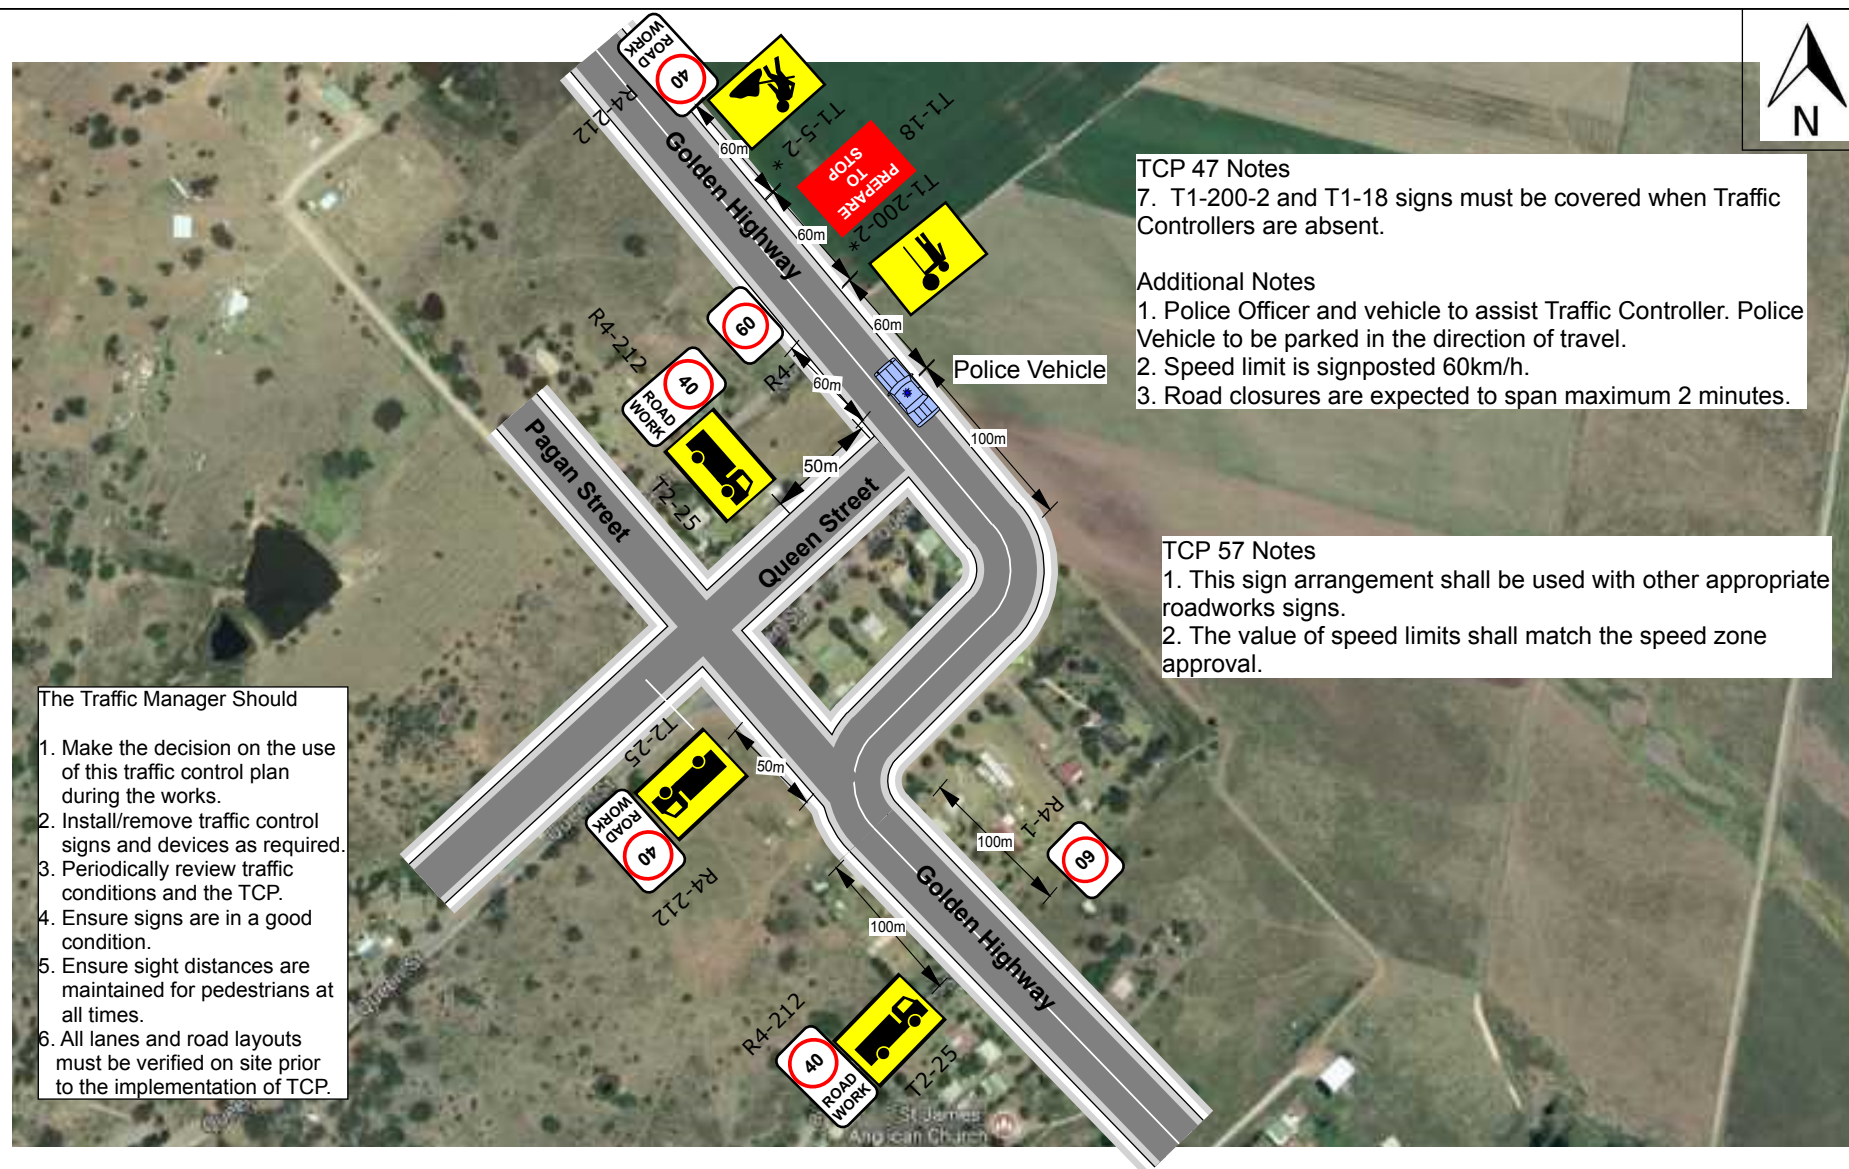 N
ROAD
WORK
40
R4-212
T1-5-2
*
60m
Golden Highway
PREPARE
TO
STOP
T1-18
T1-200-2*
60m
60m
60
R4-
60m
R4-212
40
ROAD
WORK
T2-25
50m
Police Vehicle
100m
Pagan Street
Queen Street
TCP 47 Notes
7. T1-200-2 and T1-18 signs must be covered when Traffic
Controllers are absent.
Additional Notes
1. Police Officer and vehicle to assist Traffic Controller. Police
Vehicle to be parked in the direction of travel.
2. Speed limit is signposted 60km/h.
3. Road closures are expected to span maximum 2 minutes.
TCP 57 Notes
1. This sign arrangement shall be used with other appropriate
roadworks signs.
2. The value of speed limits shall match the speed zone
approval.
The Traffic Manager Should
1. Make the decision on the use
of this traffic control plan
during the works.
2. Install/remove traffic control
signs and devices as required.
3. Periodically review traffic
conditions and the TCP.
4. Ensure signs are in a good
condition.
5. Ensure sight distances are
maintained for pedestrians at
all times.
6. All lanes and road layouts
must be verified on site prior
to the implementation of TCP.
T2-25
ROAD
WORK
40
R4-212
50m
R4-1
60
100m
100m
Golden Highway
R4-212
40
ROAD
WORK
T2-25
Queen St
St James
Anglican Church